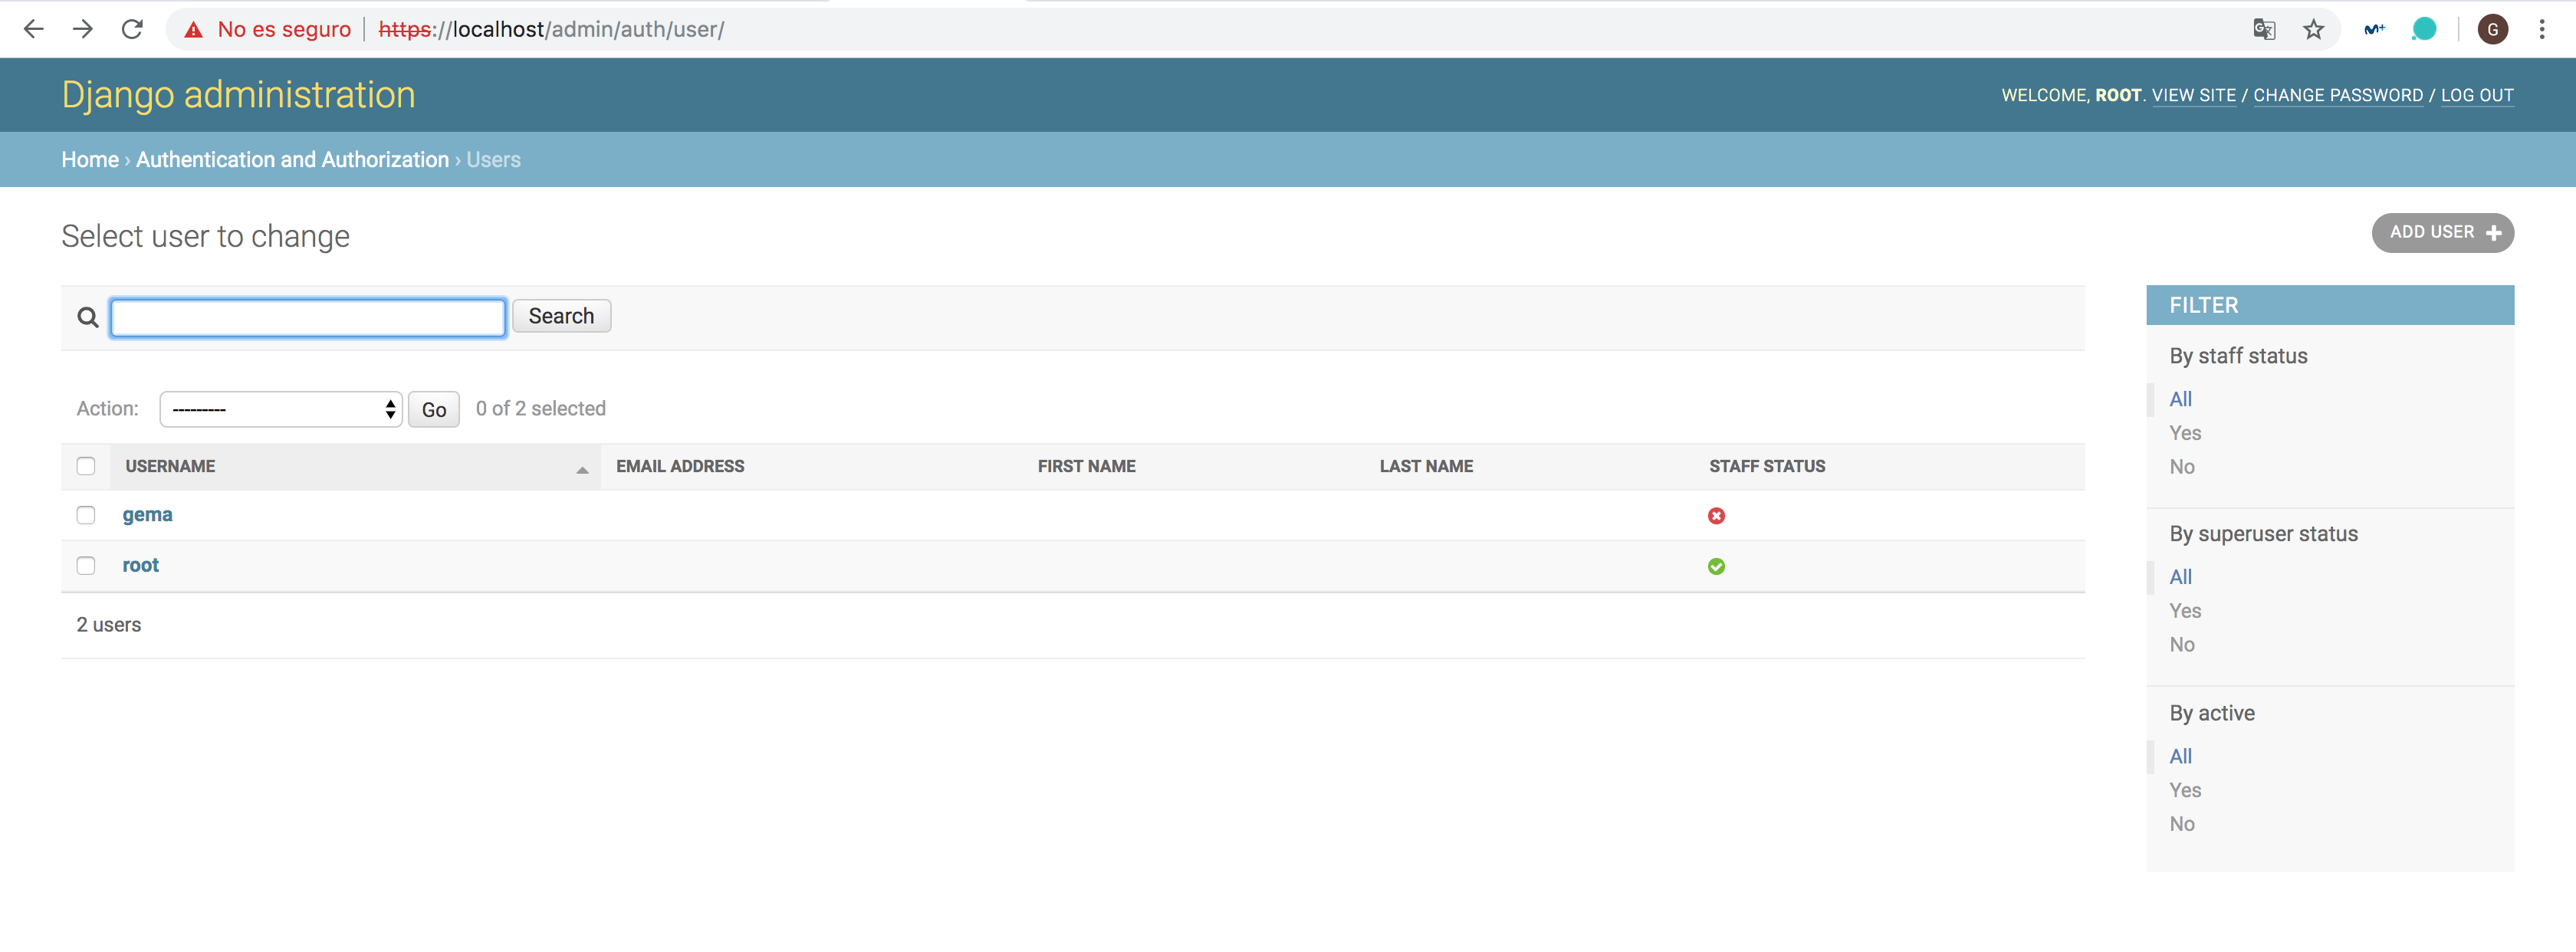 No es seguro | https://localhost/admin/auth/user/
G
Django administration
WELCOME, ROOT. VIEW SITE / CHANGE PASSWORD / LOG OUT
Home › Authentication and Authorization › Users
Select user to change
ADD USER +
Search
Action: --------- Go 0 of 2 selected
USERNAME EMAIL ADDRESS FIRST NAME LAST NAME STAFF STATUS
gema
root
2 users
FILTER
By staff status
All
Yes
No
By superuser status
All
Yes
No
By active
All
Yes
No